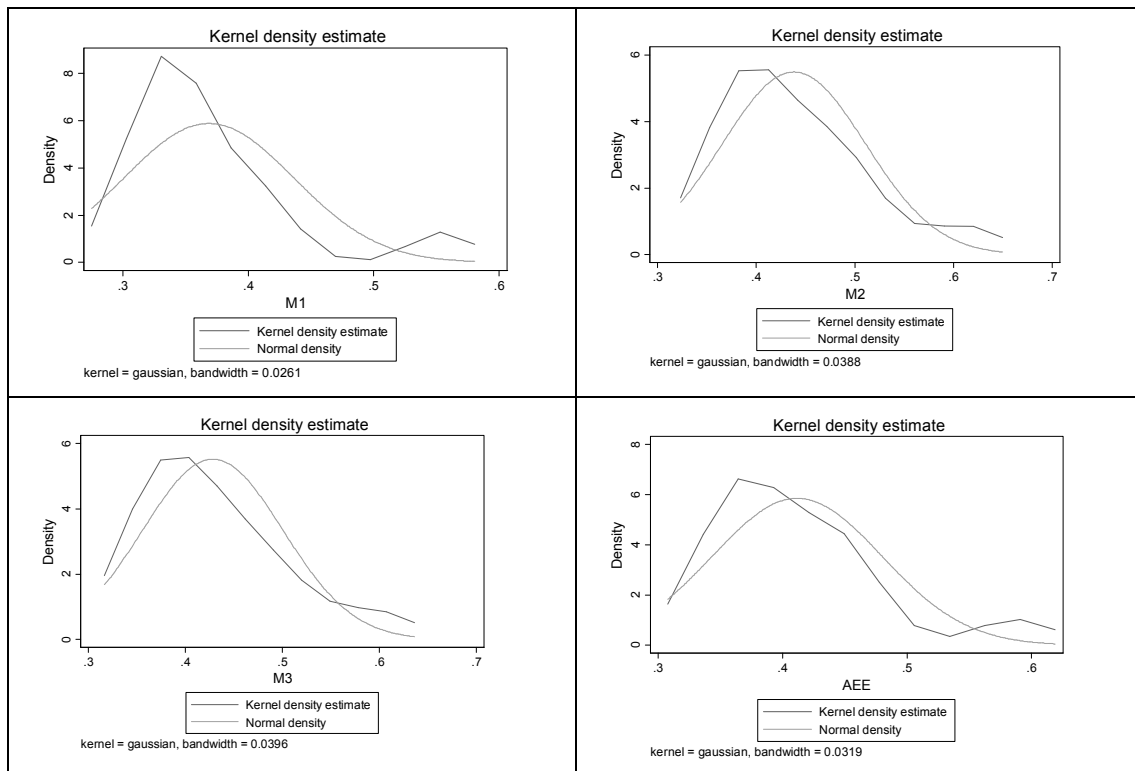 Kernel density estimate
8
6
4
2
0
Density
.3 .4 .5 .6
M1
Kernel density estimate
Normal density
kernel = gaussian, bandwidth = 0.0261
Kernel density estimate
6
4
2
0
Density
.3 .4 .5 .6 .7
M2
Kernel density estimate
Normal density
kernel = gaussian, bandwidth = 0.0388
Kernel density estimate
6
4
2
0
Density
.3 .4 .5 .6 .7
M3
Kernel density estimate
Normal density
kernel = gaussian, bandwidth = 0.0396
Kernel density estimate
8
6
4
2
0
Density
.3 .4 .5 .6
AEE
Kernel density estimate
Normal density
kernel = gaussian, bandwidth = 0.0319